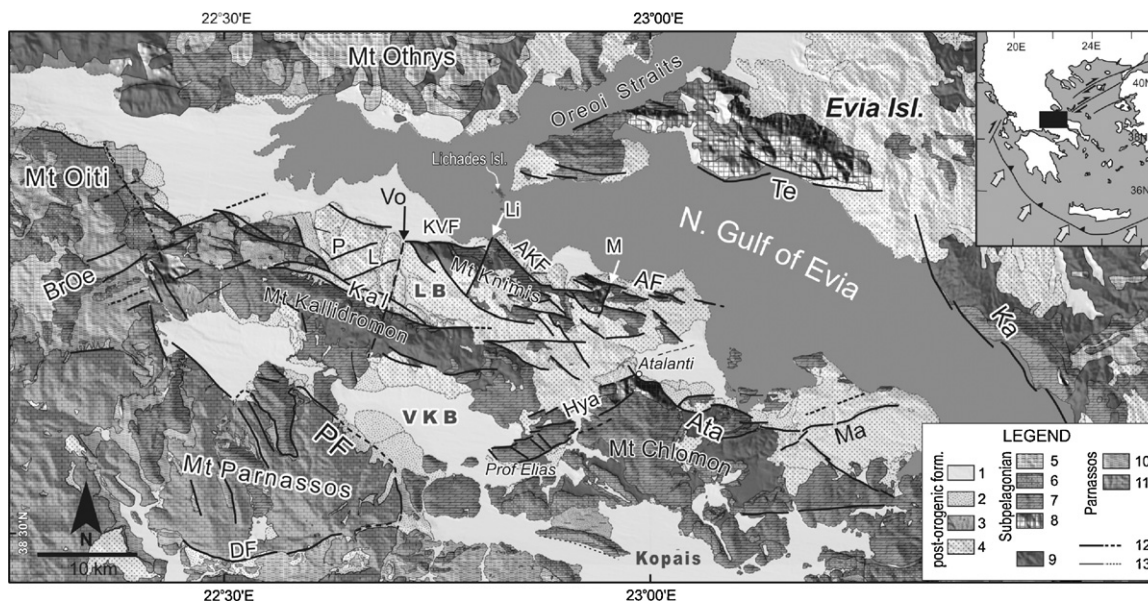 22°30'E
23°00'E
20E
24E
40N
38N
36N
Mt Othrys
Oreoi Straits
Evia Isl.
Mt Oiti
Lichades Isl.
Te
Vo
KVF
Li
N. Gulf of Evia
AKF
M
AF
P
L
BrOe
Kal
LB
Mt Knimis
Mt Kallidromon
Ka
Atalanti
Hya
VKB
Ata
Ma
PF
Mt Chlomon
Prof Elias
Mt Parnassos
38°30'N
N
DF
10 km
Kopais
LEGEND
post-orogenic form.
1
2
3
4
Subpelagonian
5
6
7
8
9
Parnassos
10
11
12
13
22°30'E
23°00'E